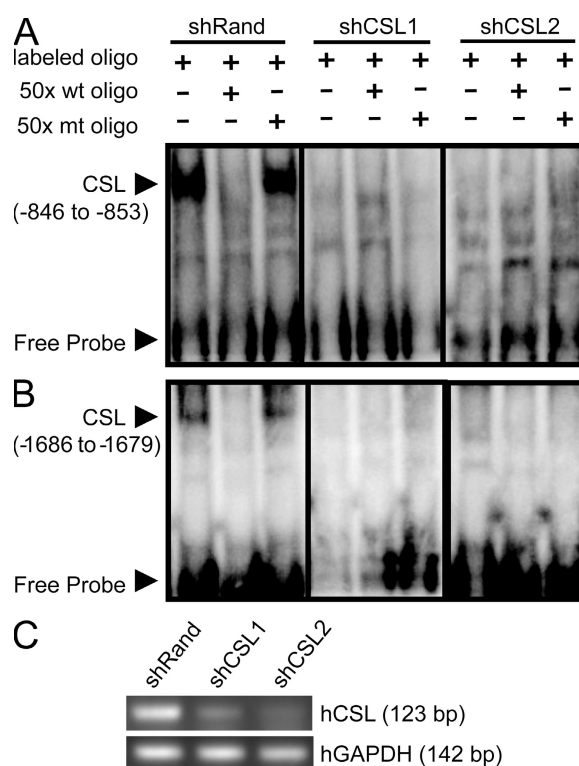 A
shRand shCSL1 shCSL2
labeled oligo + + + + + + + + +
50x wt oligo - + - - + - - + -
50x mt oligo - - + - - + - - +
CSL
(-846 to -853)
Free Probe
B
CSL
(-1686 to -1679)
Free Probe
C
shRand shCSL1 shCSL2
hCSL (123 bp)
hGAPDH (142 bp)